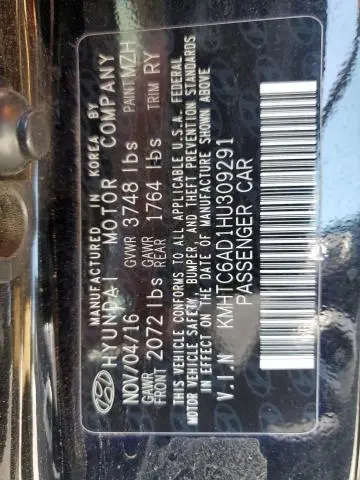 MANUFACTURED IN KOREA BY
HYUNDAI MOTOR COMPANY
NOV/04/16 GVWR 3748 lbs PAINT MZH
GAWR FRONT 2072 lbs GAWR REAR 1764 lbs TRIM RY
THIS VEHICLE CONFORMS TO ALL APPLICABLE U.S.A. FEDERAL
MOTOR VEHICLE SAFETY, BUMPER, AND THEFT PREVENTION STANDARDS
IN EFFECT ON THE DATE OF MANUFACTURE SHOWN ABOVE
V.I.N KMHTC6AD1HU309291
PASSENGER CAR